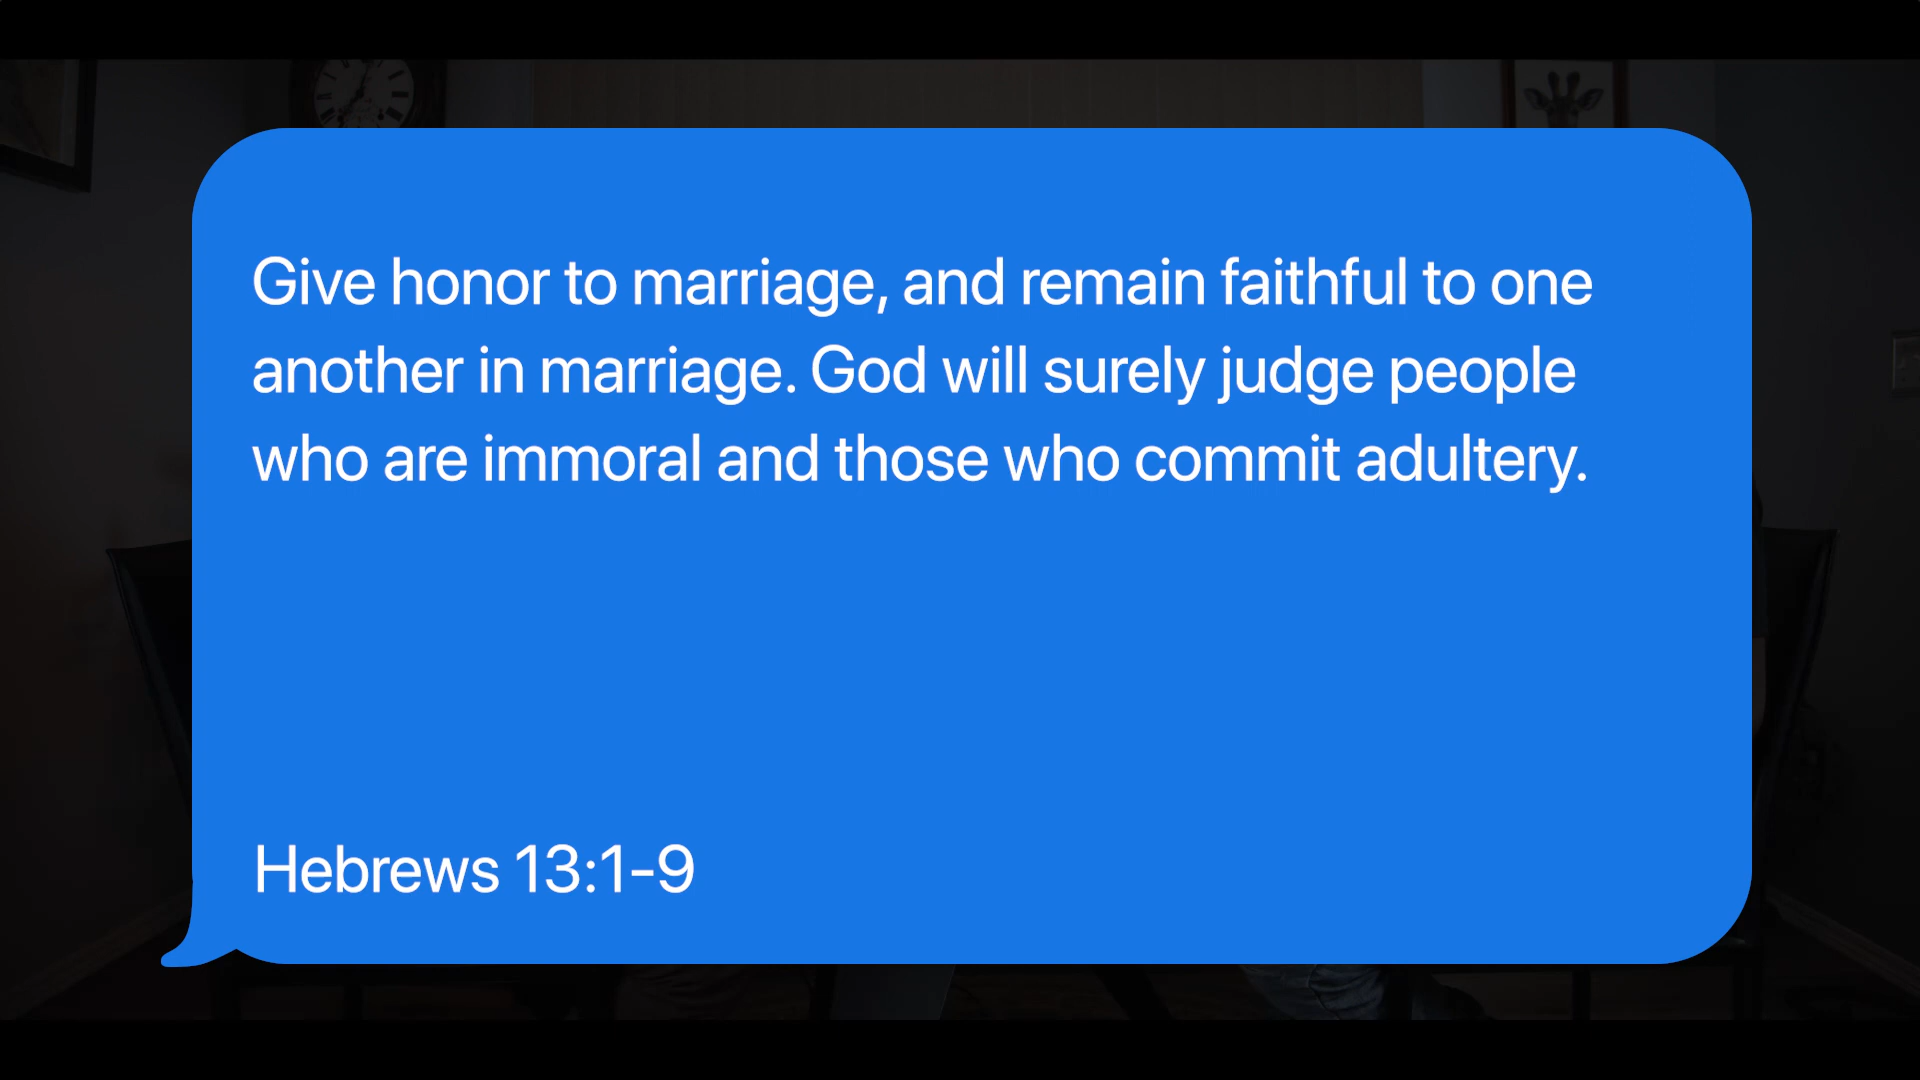 Give honor to marriage, and remain faithful to one
another in marriage. God will surely judge people
who are immoral and those who commit adultery.
Hebrews 13:1-9